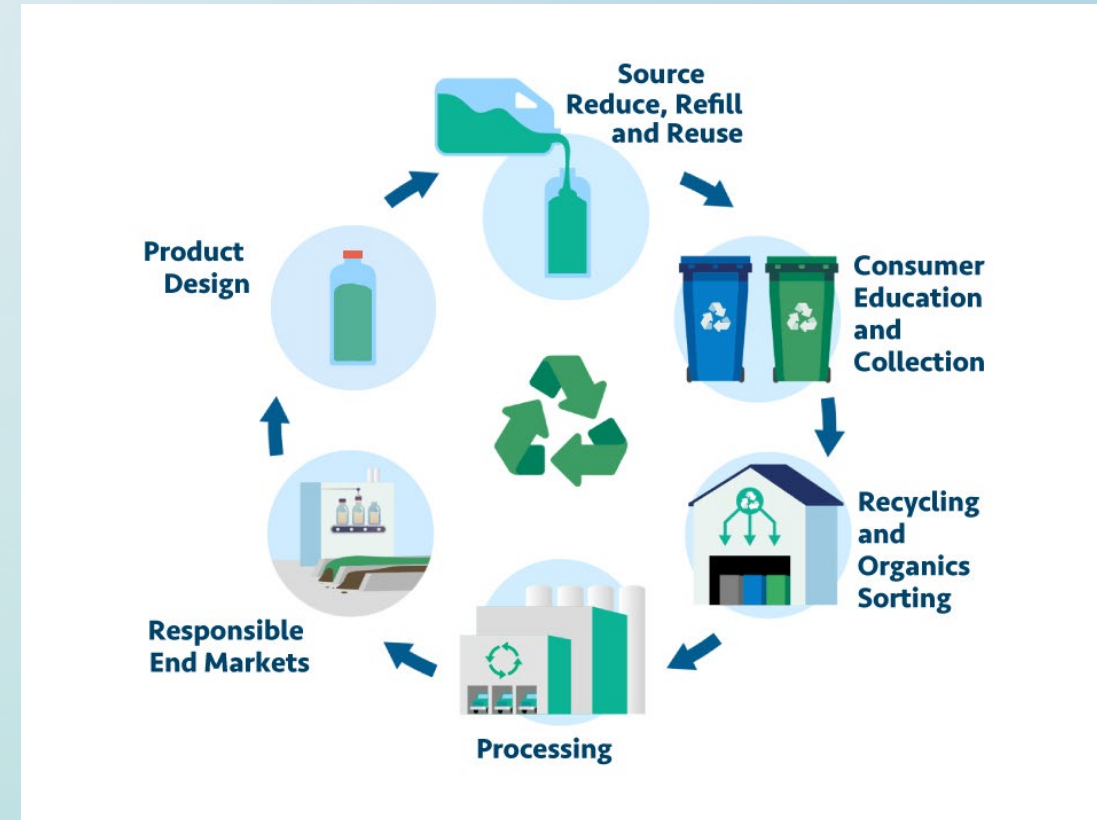 Source
Reduce, Refill
and Reuse
Product
Design
Consumer
Education
and
Collection
Recycling
and
Organics
Sorting
Responsible
End Markets
Processing